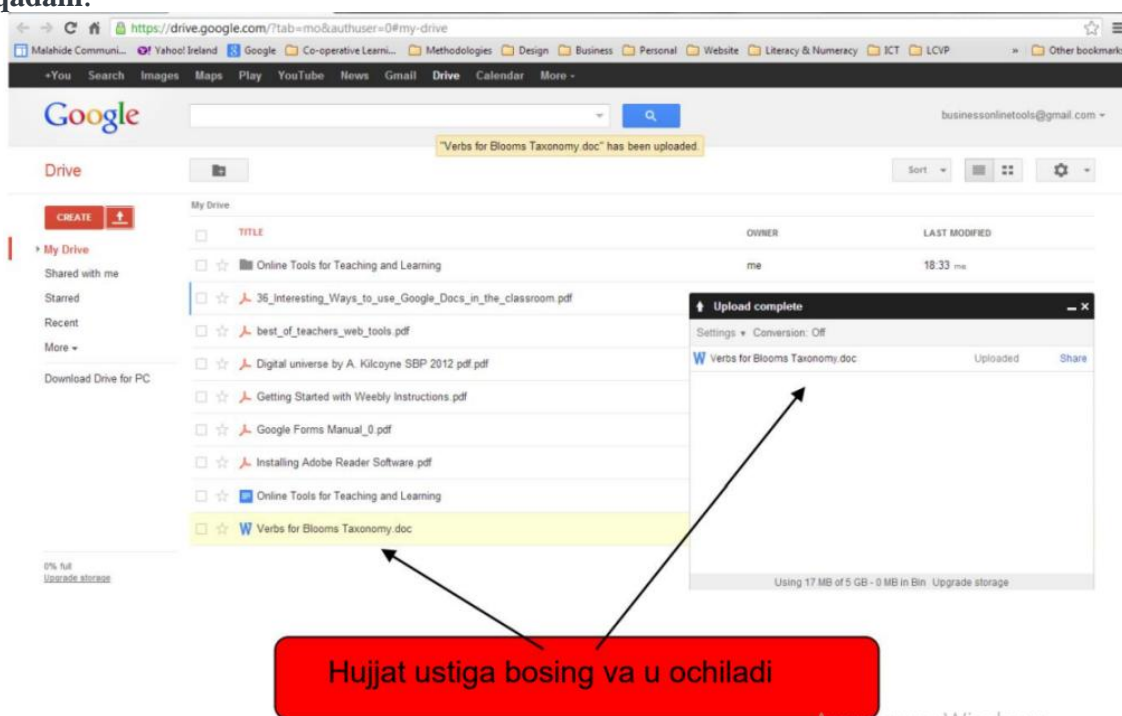 qadam:
https://drive.google.com/?tab=mo&authuser=0#my-drive
Malahide Communi... Yahoo! Ireland Google Co-operative Learni... Methodologies Design Business Personal Website Literacy & Numeracy ICT LCVP » Other bookmarks
+You Search Images Maps Play YouTube News Gmail Drive Calendar More
Google
businessonlinetools@gmail.com
"Verbs for Blooms Taxonomy.doc" has been uploaded.
Drive
Sort
CREATE
My Drive
Shared with me
Starred
Recent
More
Download Drive for PC
0% full
Upgrade storage
My Drive
TITLE OWNER LAST MODIFIED
Online Tools for Teaching and Learning me 18:33 me
36_Interesting_Ways_to_use_Google_Docs_in_the_classroom.pdf
best_of_teachers_web_tools.pdf
Digital universe by A. Kilcoyne SBP 2012 pdf.pdf
Getting Started with Weebly Instructions.pdf
Google Forms Manual_0.pdf
Installing Adobe Reader Software.pdf
Online Tools for Teaching and Learning
Verbs for Blooms Taxonomy.doc
Upload complete
Settings Conversion: Off
Verbs for Blooms Taxonomy.doc Uploaded Share
Using 17 MB of 5 GB - 0 MB in Bin Upgrade storage
Hujjat ustiga bosing va u ochiladi